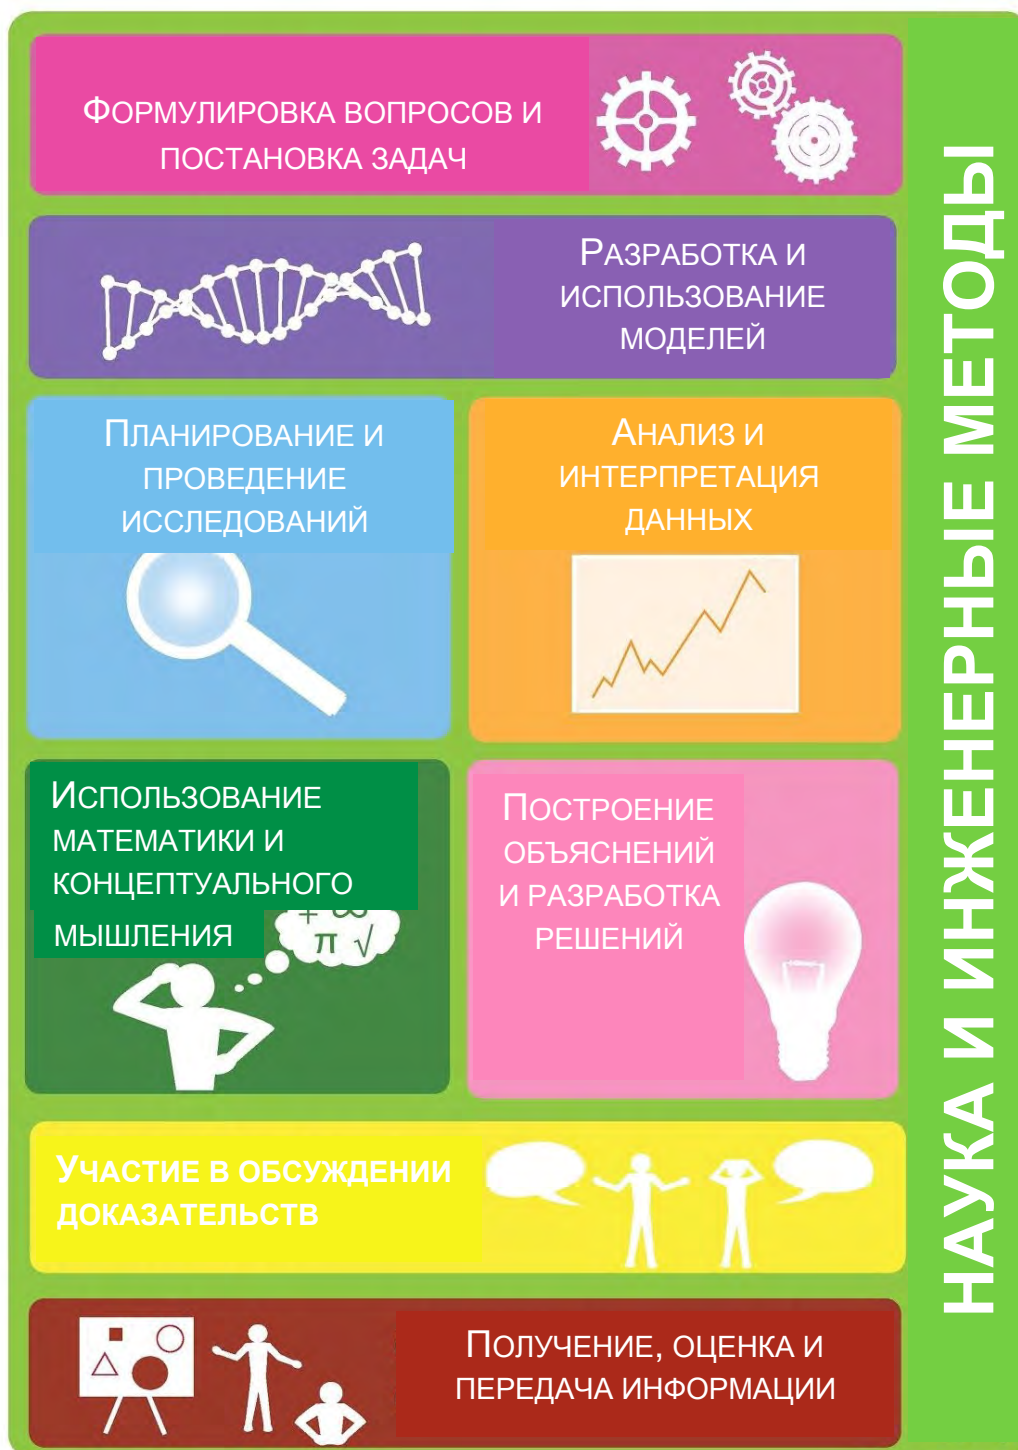 ФОРМУЛИРОВКА ВОПРОСОВ И
ПОСТАНОВКА ЗАДАЧ
РАЗРАБОТКА И
ИСПОЛЬЗОВАНИЕ
МОДЕЛЕЙ
ПЛАНИРОВАНИЕ И
ПРОВЕДЕНИЕ
ИССЛЕДОВАНИЙ
АНАЛИЗ И
ИНТЕРПРЕТАЦИЯ
ДАННЫХ
ИСПОЛЬЗОВАНИЕ
МАТЕМАТИКИ И
КОНЦЕПТУАЛЬНОГО
МЫШЛЕНИЯ
+ ∞
π √
ПОСТРОЕНИЕ
ОБЪЯСНЕНИЙ
И РАЗРАБОТКА
РЕШЕНИЙ
УЧАСТИЕ В ОБСУЖДЕНИИ
ДОКАЗАТЕЛЬСТВ
ПОЛУЧЕНИЕ, ОЦЕНКА И
ПЕРЕДАЧА ИНФОРМАЦИИ
НАУКА И ИНЖЕНЕРНЫЕ МЕТОДЫ